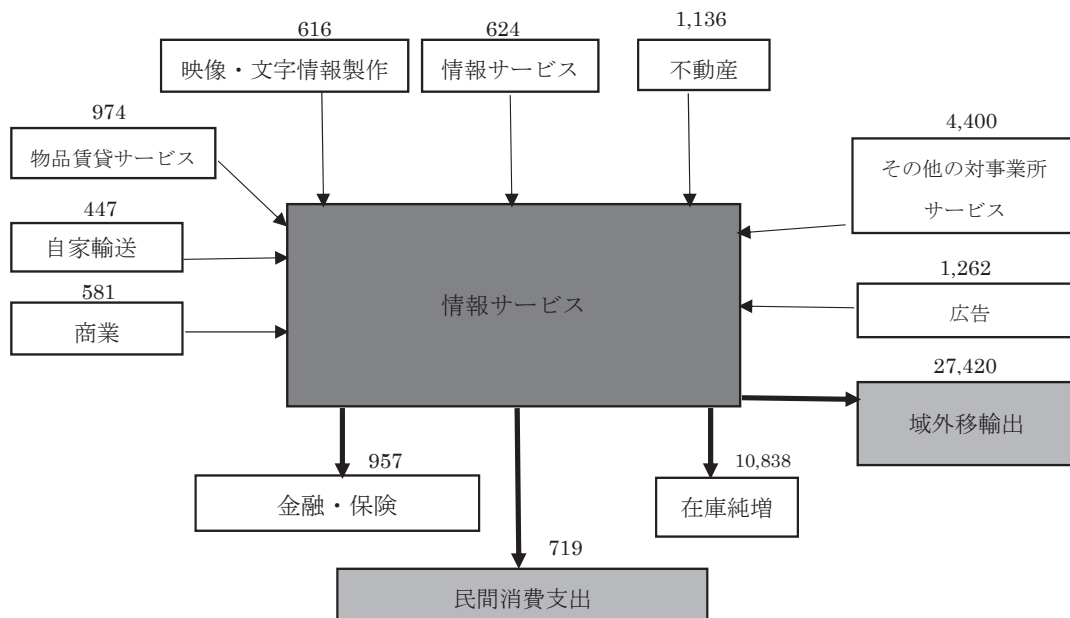 616
映像・文字情報製作
624
情報サービス
1,136
不動産
974
物品賃貸サービス
4,400
その他の対事業所
サービス
447
自家輸送
581
商業
情報サービス
1,262
広告
27,420
域外移輸出
957
金融・保険
10,838
在庫純増
719
民間消費支出